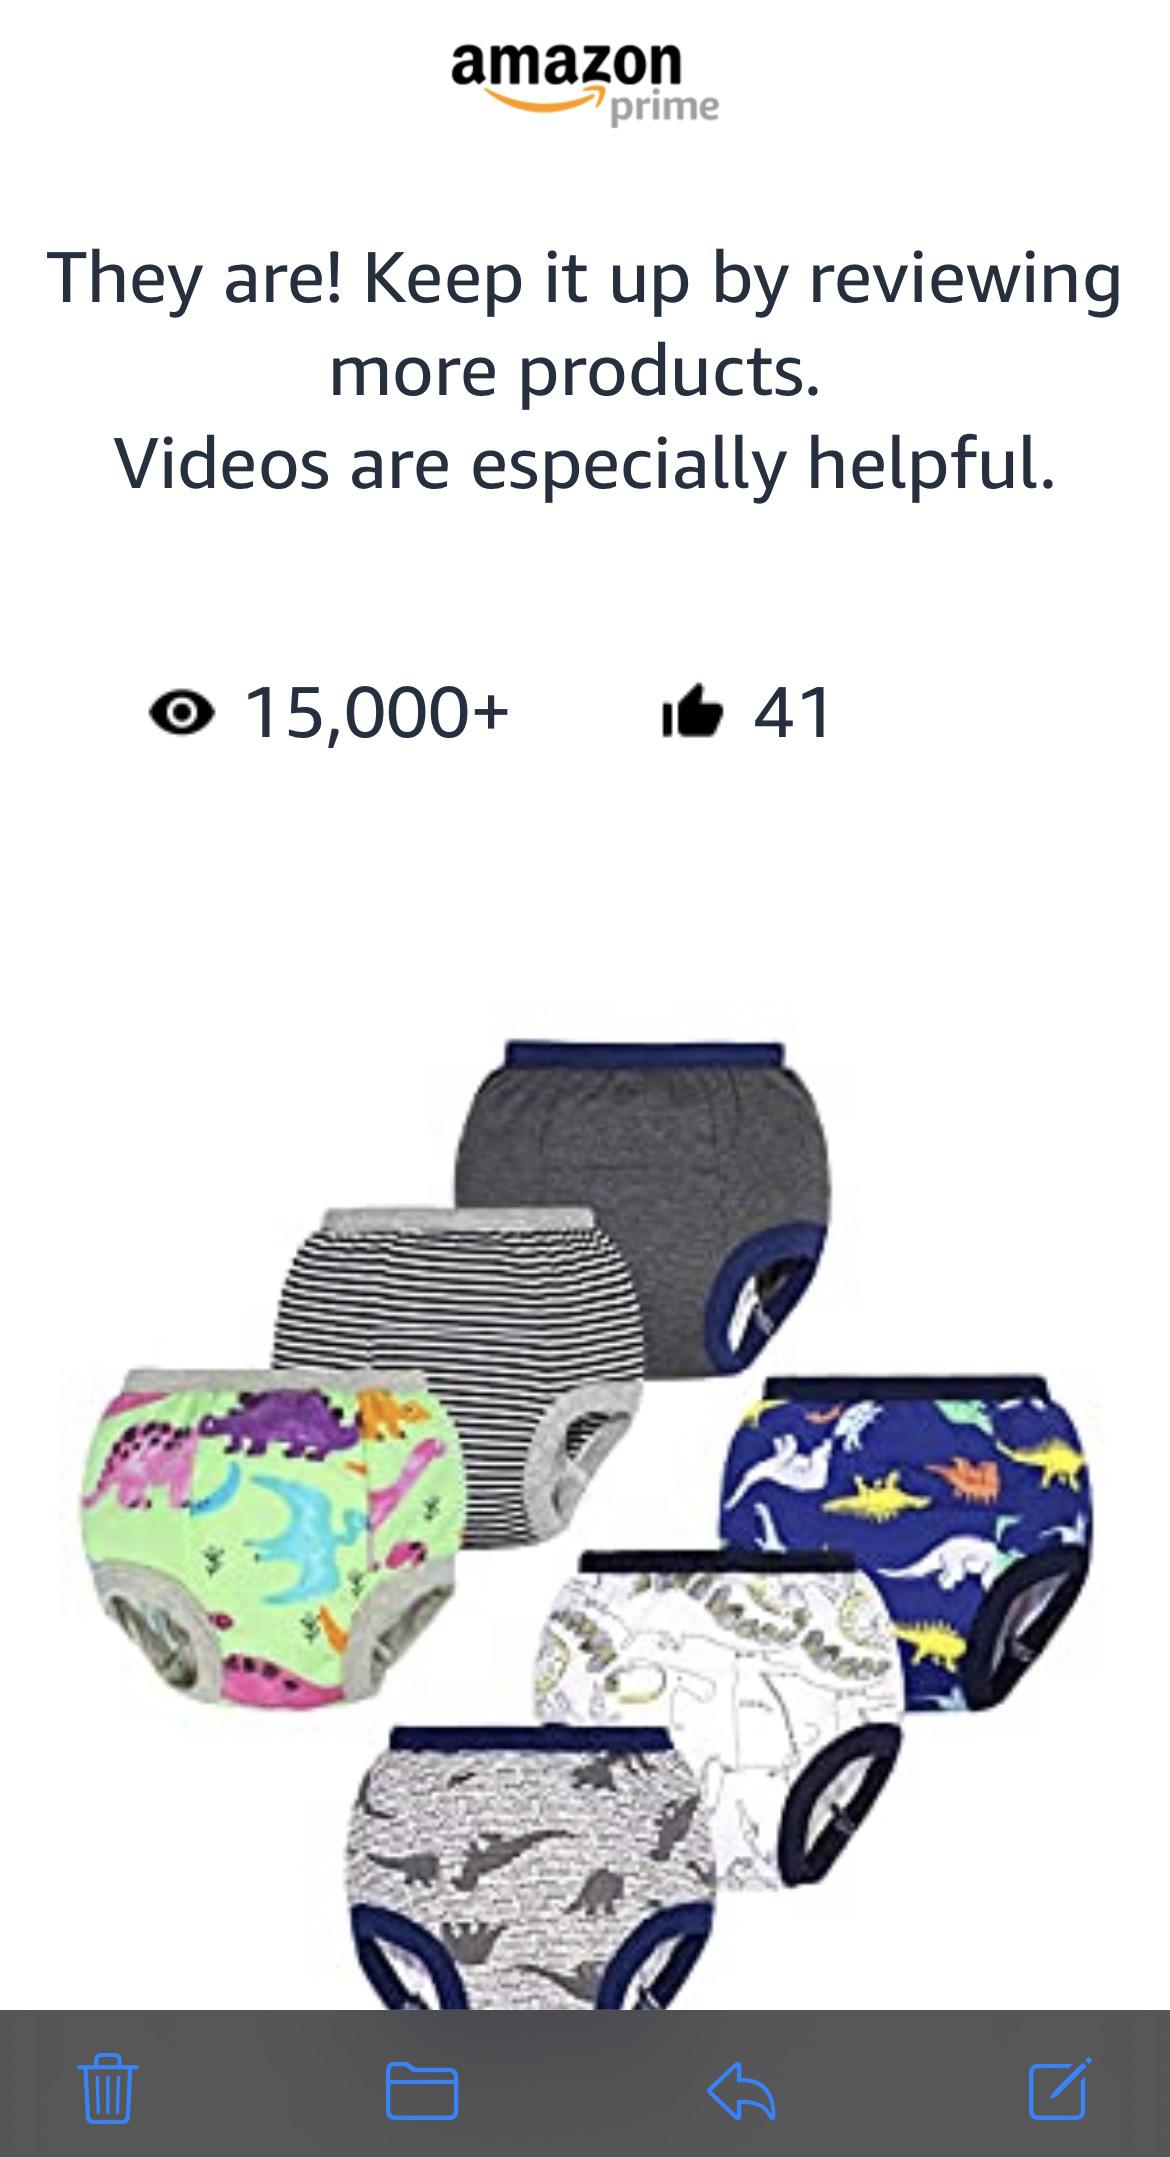 amazon
prime
They are! Keep it up by reviewing
more products.
Videos are especially helpful.
15,000+ 41